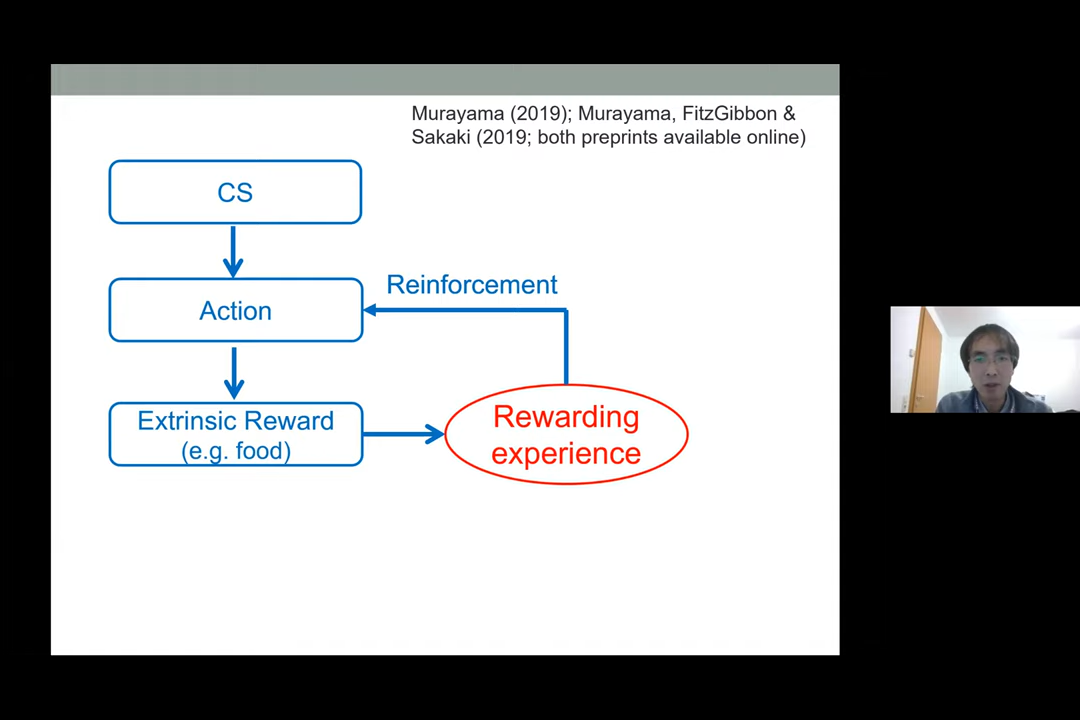 Murayama (2019); Murayama, FitzGibbon &
Sakaki (2019; both preprints available online)
CS
Action
Reinforcement
Extrinsic Reward
(e.g. food)
Rewarding
experience